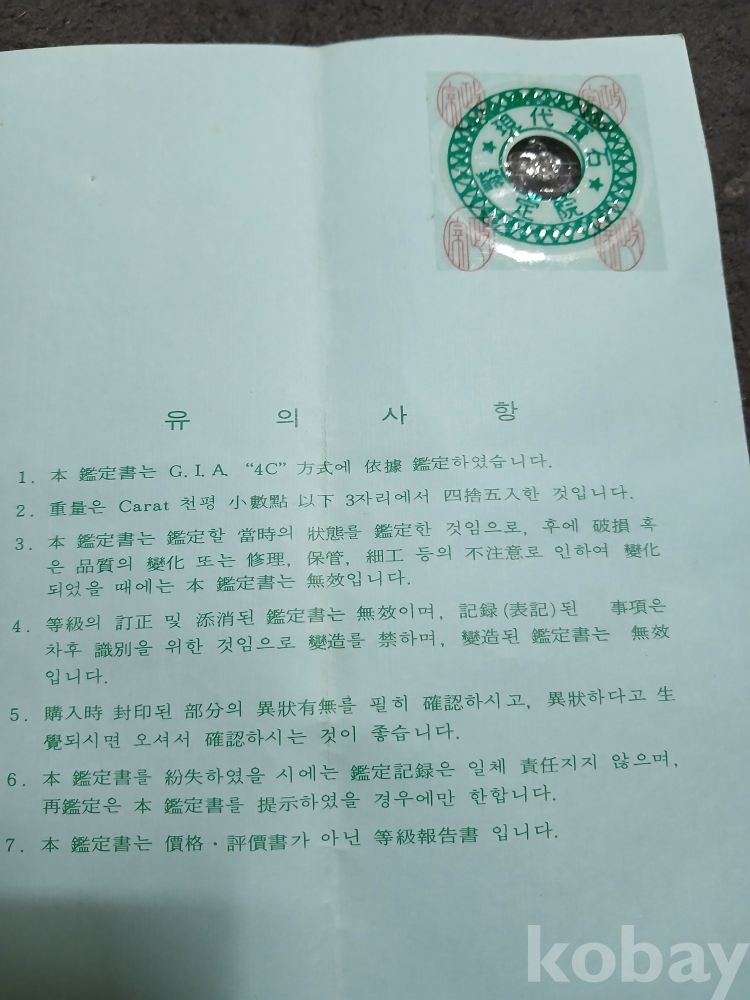 現代寶石
鑑定院
유 의 사 항
1. 本 鑑定書는 G.I.A "4C" 方式에 依據 鑑定하였습니다.
2. 重量은 Carat 천평 小數點 以下 3자리에서 四捨五入한 것입니다.
3. 本 鑑定書는 鑑定할 當時의 狀態를 鑑定한 것임으로, 후에 破損 혹
은 品質의 變化 또는 修理, 保管, 細工 등의 不注意로 인하여 變化
되었을 때에는 本 鑑定書는 無效입니다.
4. 等級의 訂正 및 添消된 鑑定書는 無效이며, 記録(表記)된 事項은
차후 識別을 위한 것임으로 變造를 禁하며, 變造된 鑑定書는 無效
입니다.
5. 購入時 封印된 部分의 異狀有無를 필히 確認하시고, 異狀하다고 生
覺되시면 오셔서 確認하시는 것이 좋습니다.
6. 本 鑑定書를 紛失하였을 시에는 鑑定記録은 일체 責任지지 않으며,
再鑑定은 本 鑑定書를 提示하였을 경우에만 한합니다.
7. 本 鑑定書는 價格·評價書가 아닌 等級報告書 입니다.
kobay